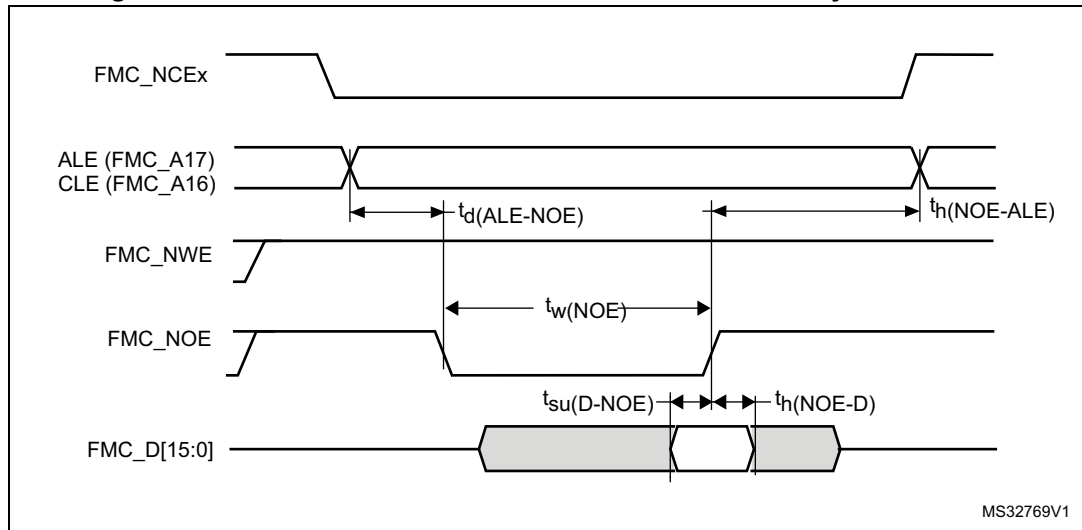 FMC_NCEx
ALE (FMC_A17)
CLE (FMC_A16)
td(ALE-NOE)
th(NOE-ALE)
FMC_NWE
tw(NOE)
FMC_NOE
tsu(D-NOE)
th(NOE-D)
FMC_D[15:0]
MS32769V1